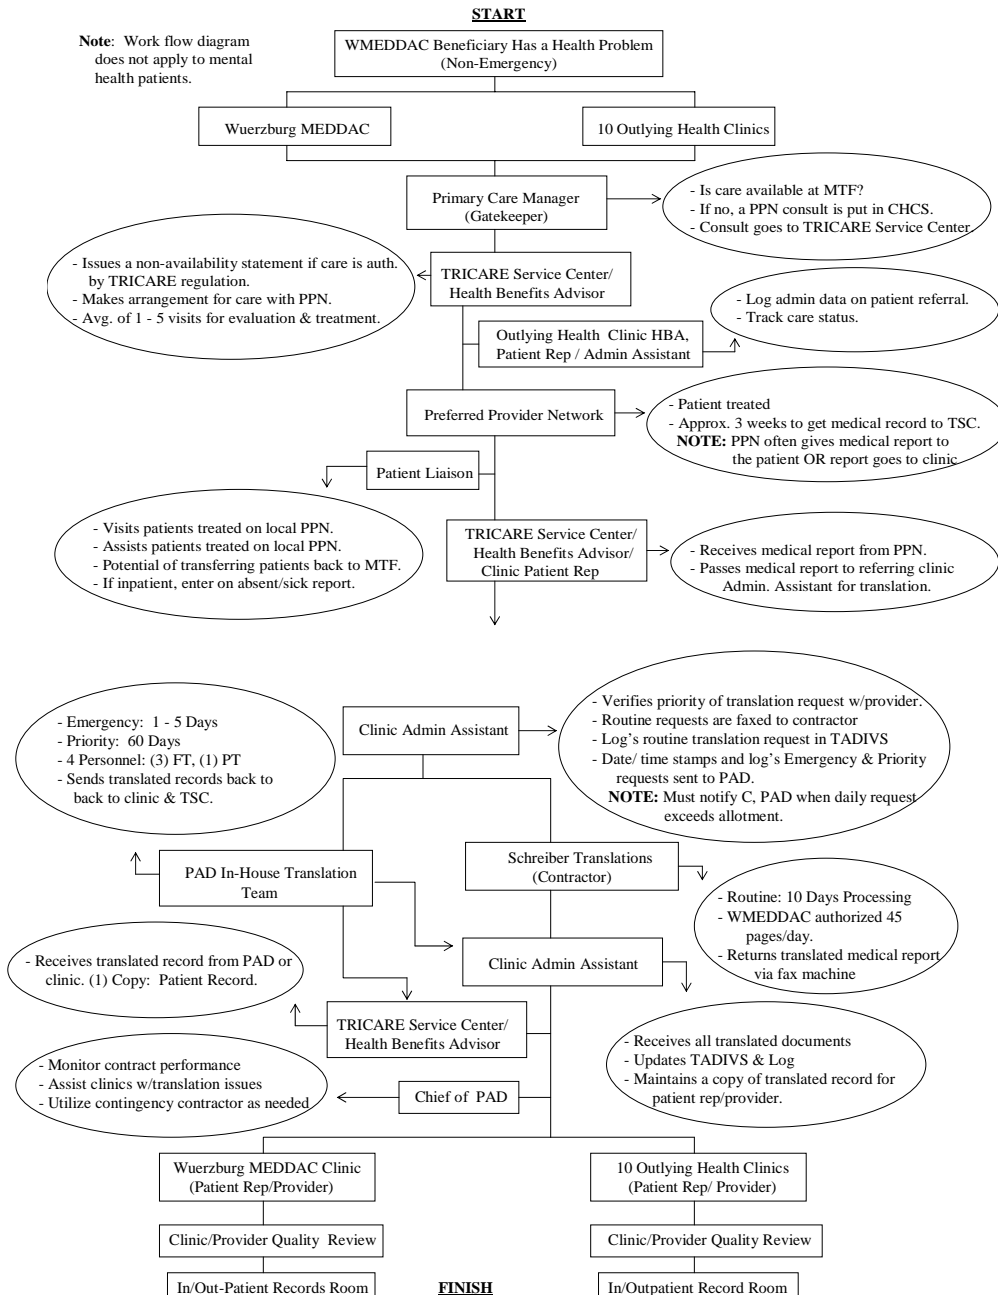 START
Note: Work flow diagram
does not apply to mental
health patients.
WMEDDAC Beneficiary Has a Health Problem
(Non-Emergency)
Wuerzburg MEDDAC
10 Outlying Health Clinics
Primary Care Manager
(Gatekeeper)
- Is care available at MTF?
- If no, a PPN consult is put in CHCS.
- Consult goes to TRICARE Service Center
- Issues a non-availability statement if care is auth.
by TRICARE regulation.
- Makes arrangement for care with PPN.
- Avg. of 1 - 5 visits for evaluation & treatment.
TRICARE Service Center/
Health Benefits Advisor
- Log admin data on patient referral.
- Track care status.
Outlying Health Clinic HBA,
Patient Rep / Admin Assistant
Preferred Provider Network
- Patient treated
- Approx. 3 weeks to get medical record to TSC.
NOTE: PPN often gives medical report to
the patient OR report goes to clinic
Patient Liaison
- Visits patients treated on local PPN.
- Assists patients treated on local PPN.
- Potential of transferring patients back to MTF.
- If inpatient, enter on absent/sick report.
TRICARE Service Center/
Health Benefits Advisor/
Clinic Patient Rep
- Receives medical report from PPN.
- Passes medical report to referring clinic
Admin. Assistant for translation.
- Emergency: 1 - 5 Days
- Priority: 60 Days
- 4 Personnel: (3) FT, (1) PT
- Sends translated records back to
back to clinic & TSC.
Clinic Admin Assistant
- Verifies priority of translation request w/provider.
- Routine requests are faxed to contractor
- Log's routine translation request in TADIVS
- Date/ time stamps and log's Emergency & Priority
requests sent to PAD.
NOTE: Must notify C, PAD when daily request
exceeds allotment.
PAD In-House Translation
Team
Schreiber Translations
(Contractor)
- Routine: 10 Days Processing
- WMEDDAC authorized 45
pages/day.
- Returns translated medical report
via fax machine
- Receives translated record from PAD or
clinic. (1) Copy: Patient Record.
Clinic Admin Assistant
TRICARE Service Center/
Health Benefits Advisor
- Receives all translated documents
- Updates TADIVS & Log
- Maintains a copy of translated record for
patient rep/provider.
- Monitor contract performance
- Assist clinics w/translation issues
- Utilize contingency contractor as needed
Chief of PAD
Wuerzburg MEDDAC Clinic
(Patient Rep/Provider)
10 Outlying Health Clinics
(Patient Rep/ Provider)
Clinic/Provider Quality Review
Clinic/Provider Quality Review
In/Out-Patient Records Room
FINISH
In/Outpatient Record Room